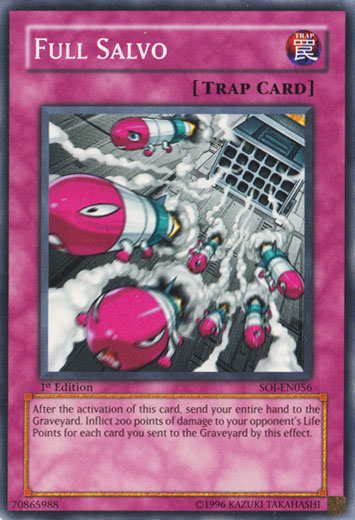 FULL SALVO
TRAP
罠
[TRAP CARD]
1st Edition
SOI-EN056
After the activation of this card, send your entire hand to the
Graveyard. Inflict 200 points of damage to your opponent's Life
Points for each card you sent to the Graveyard by this effect.
70865988
©1996 KAZUKI TAKAHASHI